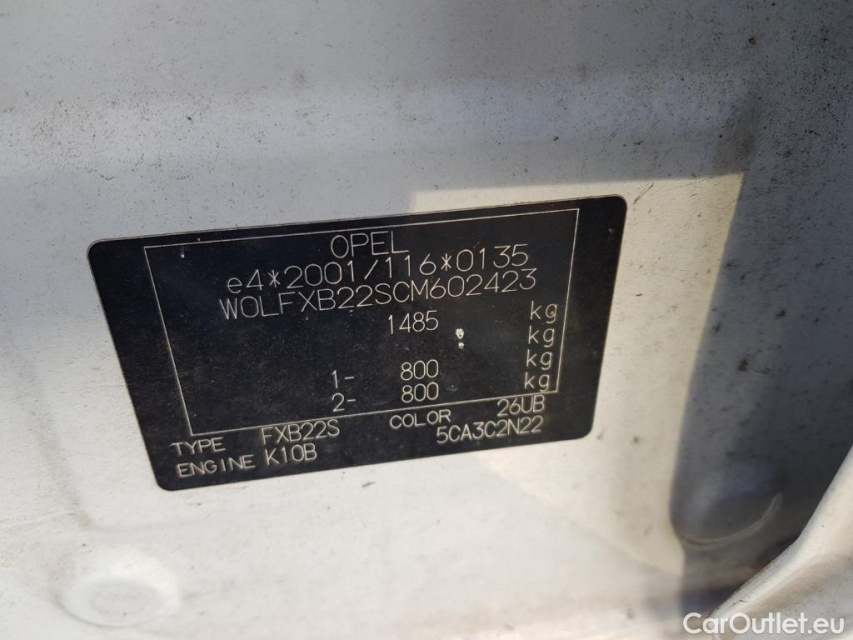 OPEL
e4*2001/116*0135
WOLFXB22SCM602423
1485 kg
kg
1- 800 kg
2- 800 kg
TYPE FXB22S COLOR 26UB
ENGINE K10B 5CA3C2N22
CarOutlet.eu